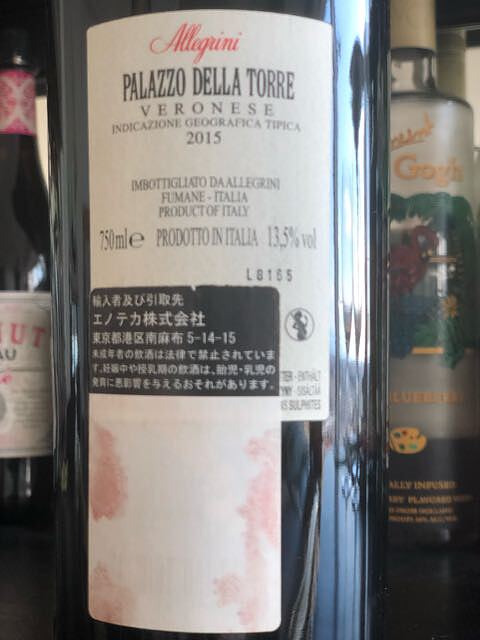 Allegrini
PALAZZO DELLA TORRE
VERONESE
INDICAZIONE GEOGRAFICA TIPICA
2015
IMBOTTIGLIATO DA ALLEGRINI
FUMANE - ITALIA
PRODUCT OF ITALY
750ml e PRODOTTO IN ITALIA 13,5% vol
L8165
輸入者及び引取先
エノテカ株式会社
東京都港区南麻布 5-14-15
未成年者の飲酒は法律で禁止されていま
す。妊娠中や授乳期の飲酒は、胎児・乳児の
発育に悪影響を与えるおそれがあります。
- ENTHÄLT
- SISÄLTÄÄ
SULPHITES
Gogh